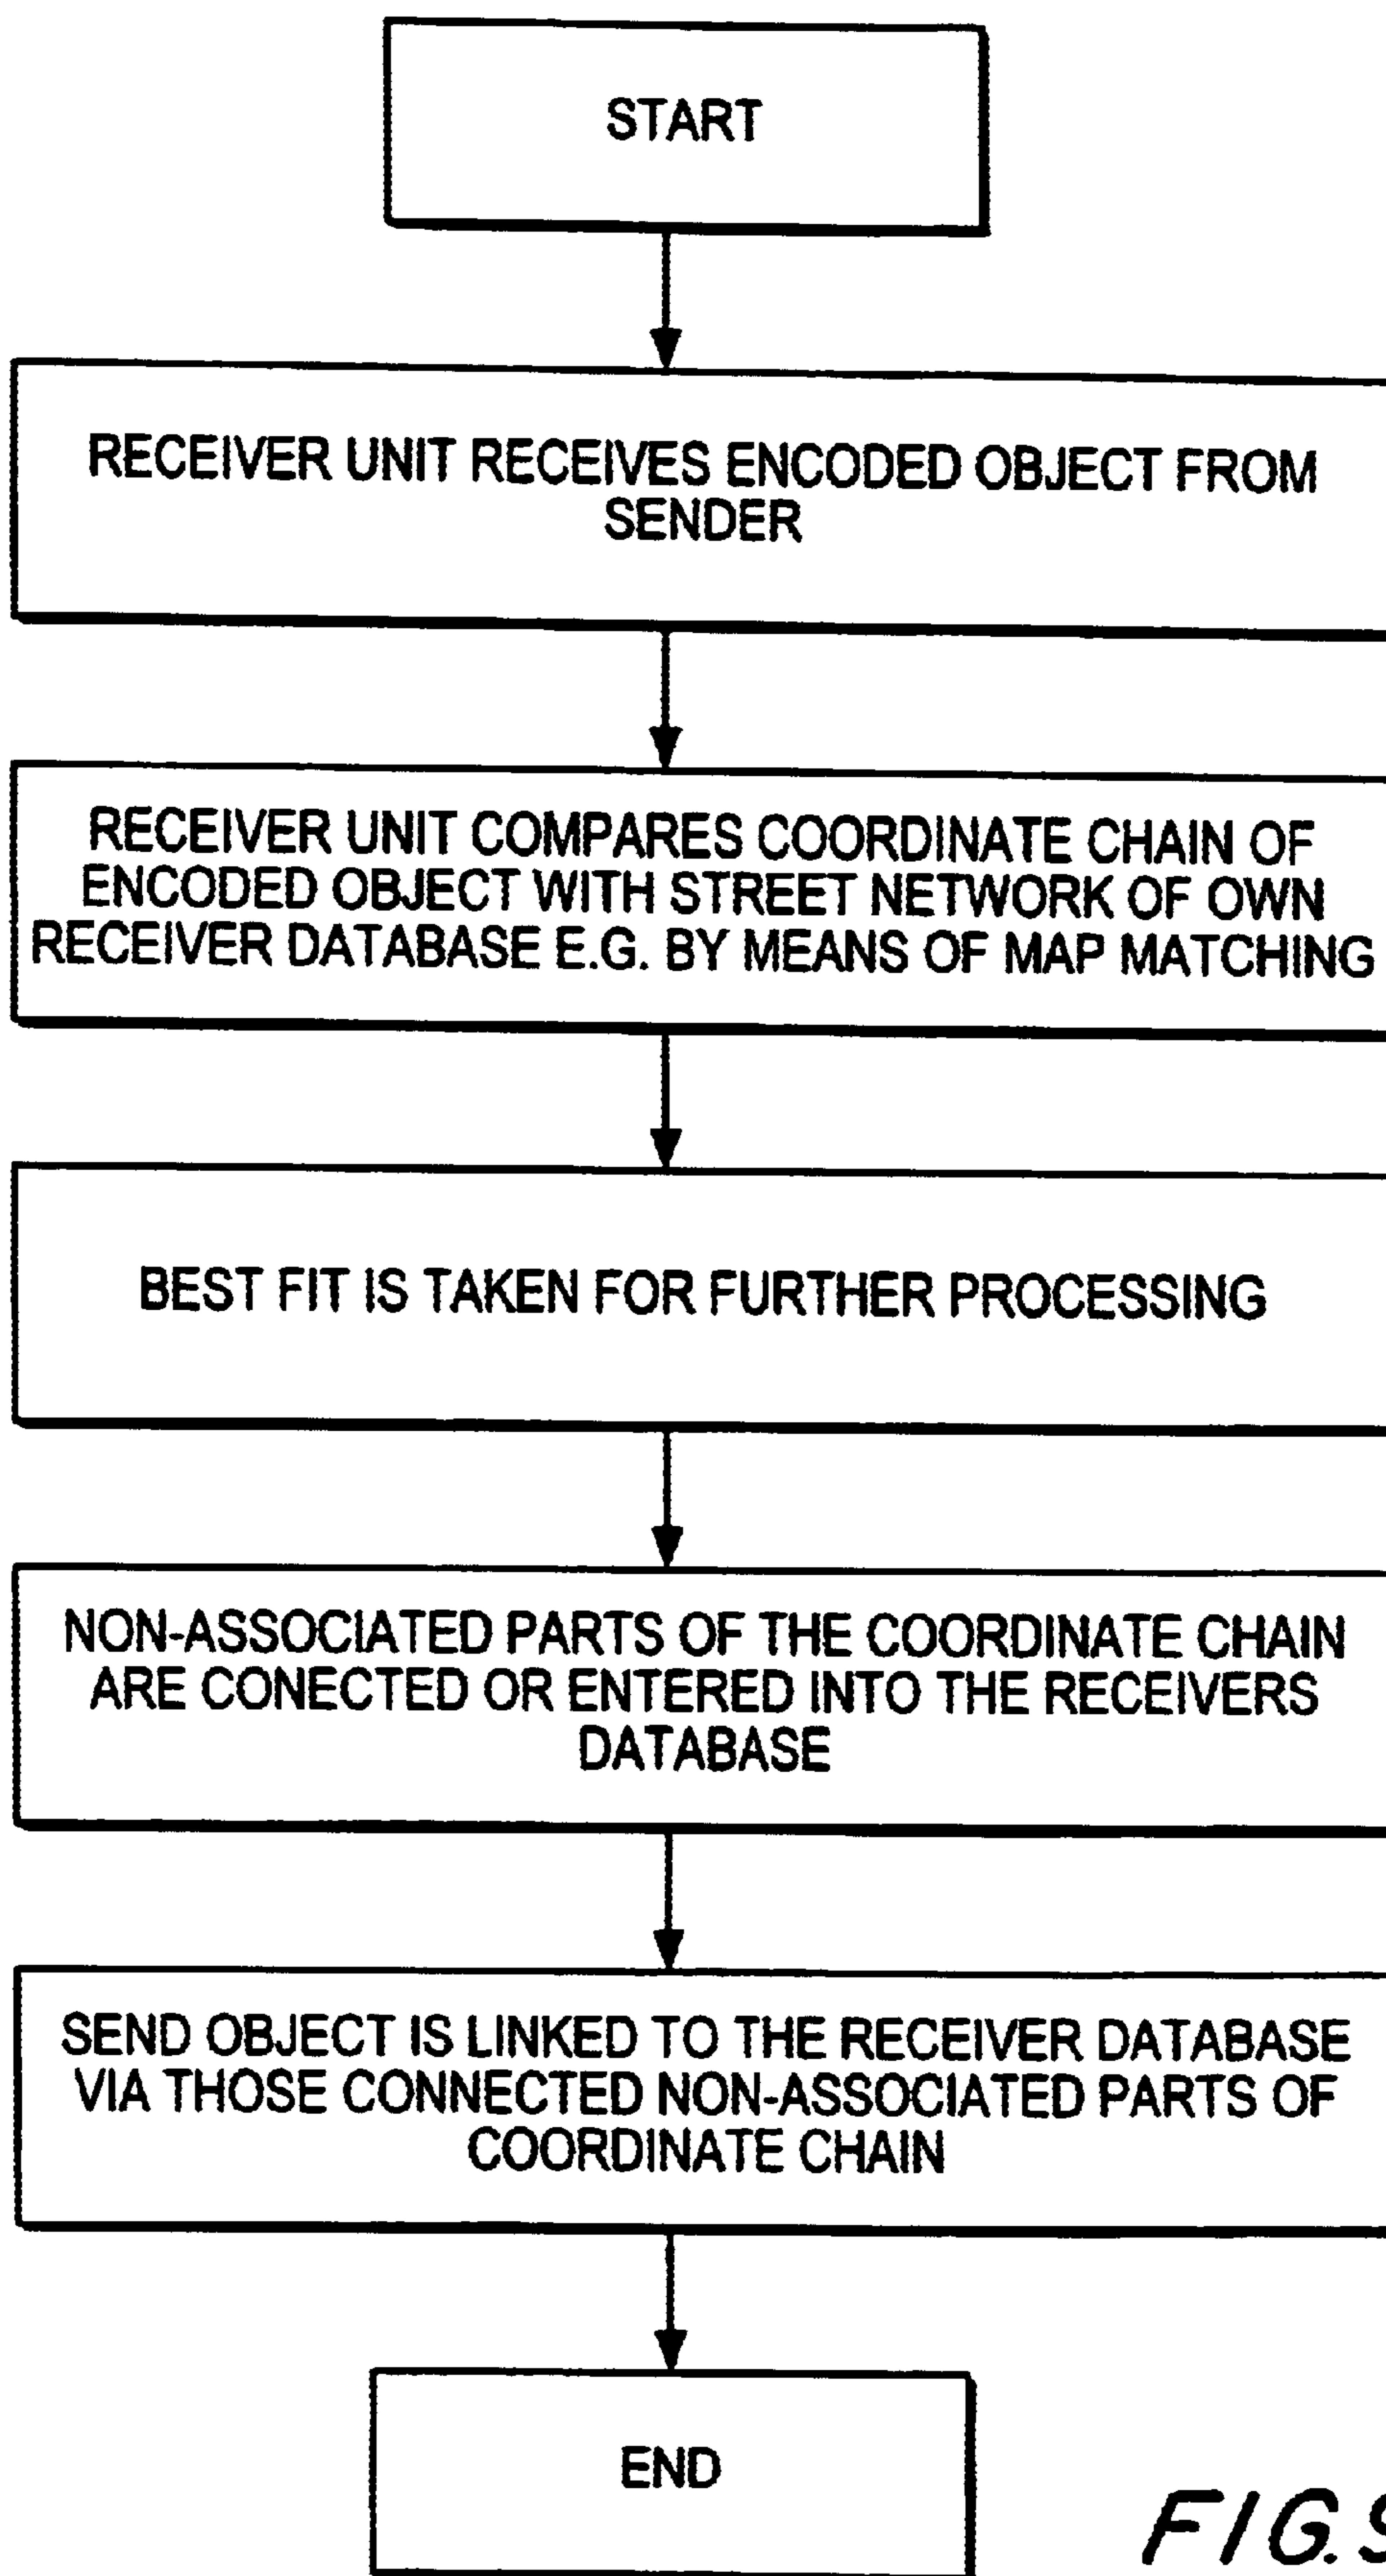 START
RECEIVER UNIT RECEIVES ENCODED OBJECT FROM
SENDER
RECEIVER UNIT COMPARES COORDINATE CHAIN OF
ENCODED OBJECT WITH STREET NETWORK OF OWN
RECEIVER DATABASE E.G. BY MEANS OF MAP MATCHING
BEST FIT IS TAKEN FOR FURTHER PROCESSING
NON-ASSOCIATED PARTS OF THE COORDINATE CHAIN
ARE CONECTED OR ENTERED INTO THE RECEIVERS
DATABASE
SEND OBJECT IS LINKED TO THE RECEIVER DATABASE
VIA THOSE CONNECTED NON-ASSOCIATED PARTS OF
COORDINATE CHAIN
END
FIG.